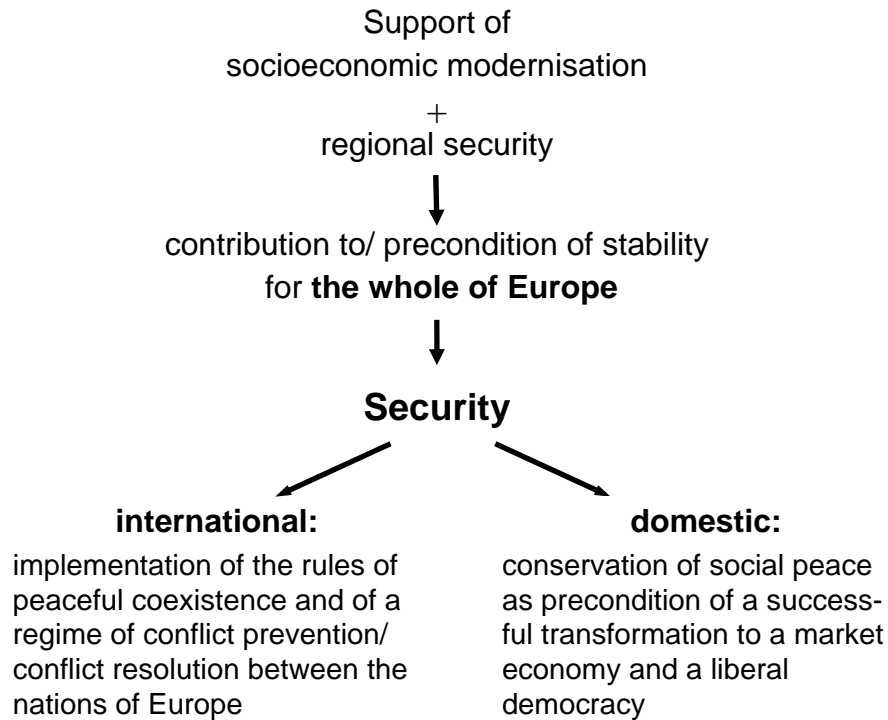 Support of
socioeconomic modernisation
+
regional security
contribution to/ precondition of stability
for the whole of Europe
Security
international:
implementation of the rules of
peaceful coexistence and of a
regime of conflict prevention/
conflict resolution between the
nations of Europe
domestic:
conservation of social peace
as precondition of a success-
ful transformation to a market
economy and a liberal
democracy